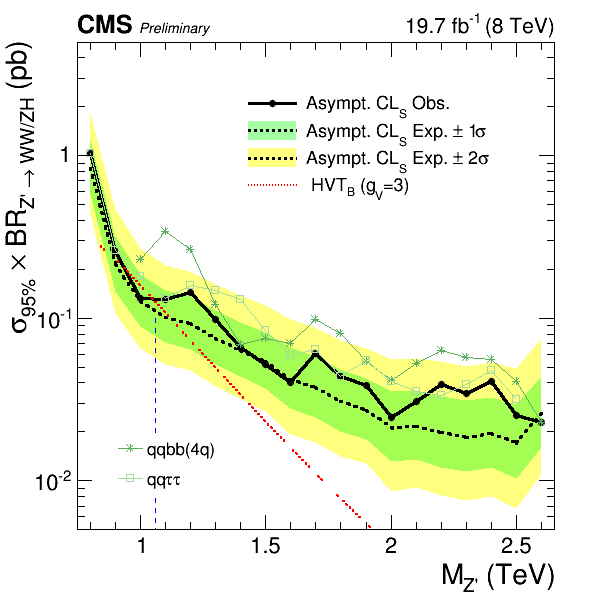 CMS Preliminary 19.7 fb⁻¹ (8 TeV)
σ95% × BRZ' → WW/ZH (pb)
Asympt. CLS Obs.
Asympt. CLS Exp. ± 1σ
Asympt. CLS Exp. ± 2σ
HVTB (gV=3)
1
10⁻¹
10⁻²
qqbb(4q)
qqττ
1 1.5 2 2.5
MZ' (TeV)